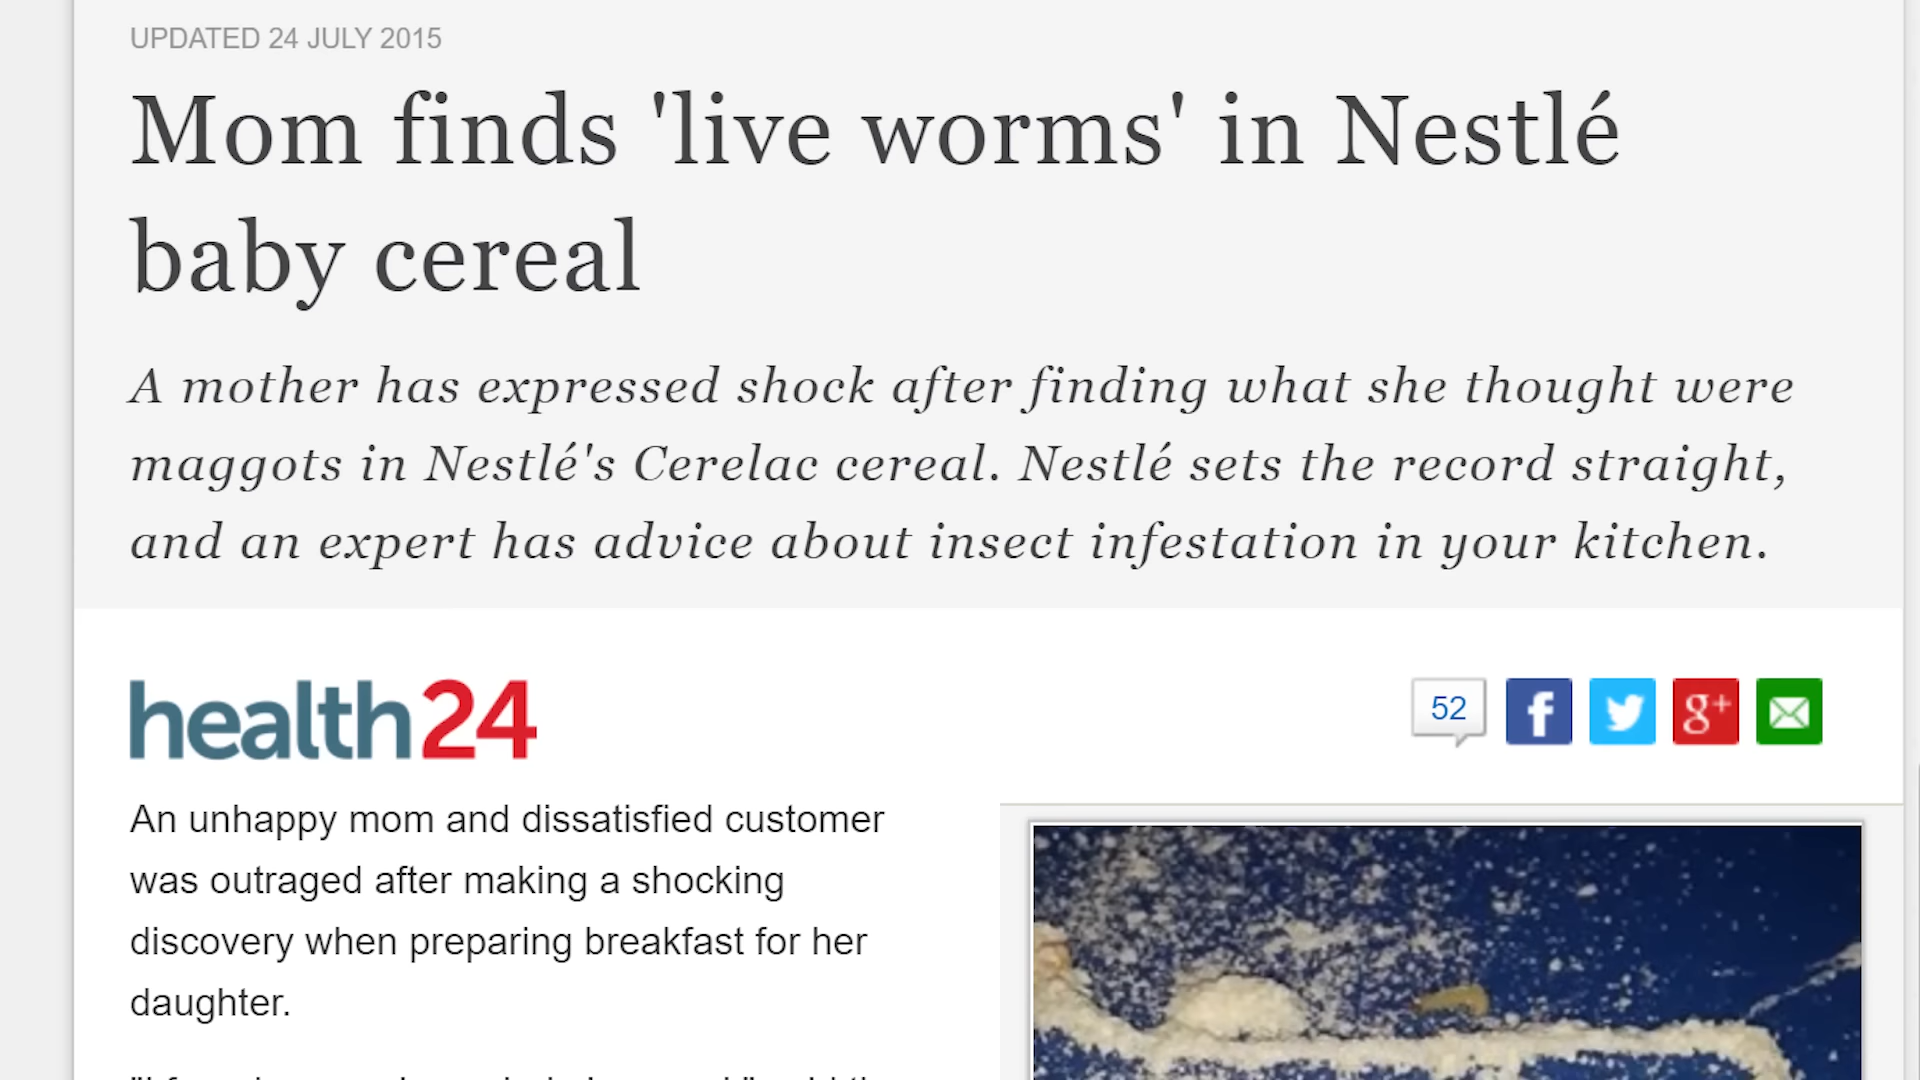 UPDATED 24 JULY 2015
Mom finds 'live worms' in Nestlé
baby cereal
A mother has expressed shock after finding what she thought were
maggots in Nestlé's Cerelac cereal. Nestlé sets the record straight,
and an expert has advice about insect infestation in your kitchen.
health24
52
f
g+
An unhappy mom and dissatisfied customer
was outraged after making a shocking
discovery when preparing breakfast for her
daughter.